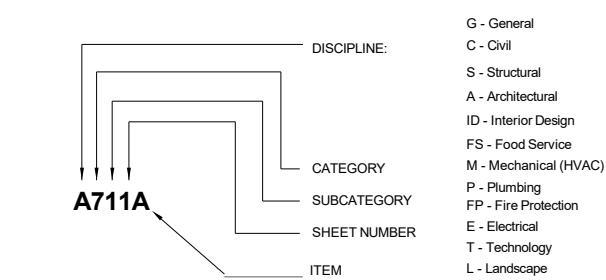 DISCIPLINE:
G - General
C - Civil
S - Structural
A - Architectural
ID - Interior Design
FS - Food Service
M - Mechanical (HVAC)
P - Plumbing
FP - Fire Protection
E - Electrical
T - Technology
L - Landscape
CATEGORY
SUBCATEGORY
SHEET NUMBER
ITEM
A711A